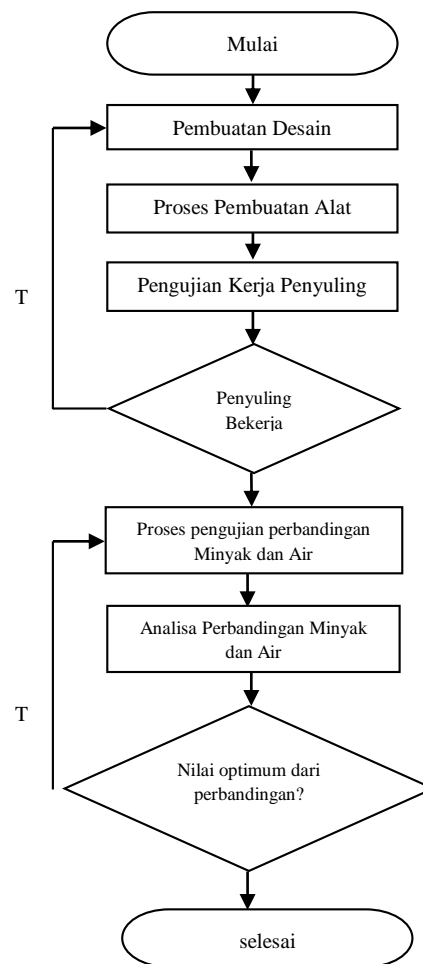 Mulai
Pembuatan Desain
Proses Pembuatan Alat
T
Pengujian Kerja Penyuling
Penyuling
Bekerja
Proses pengujian perbandingan
Minyak dan Air
Analisa Perbandingan Minyak
dan Air
T
Nilai optimum dari
perbandingan?
selesai